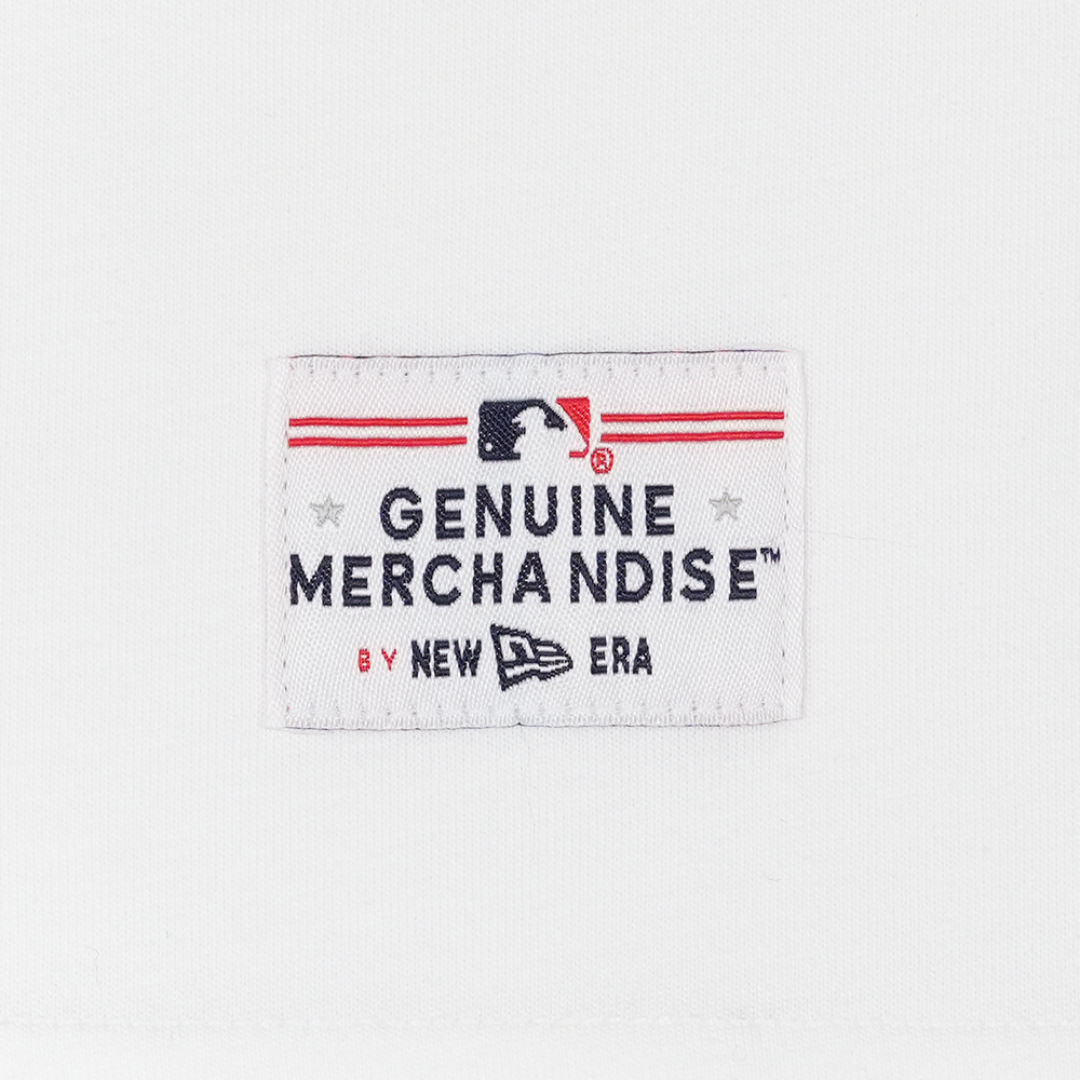 ®
GENUINE
MERCHANDISE™
BY NEW ERA